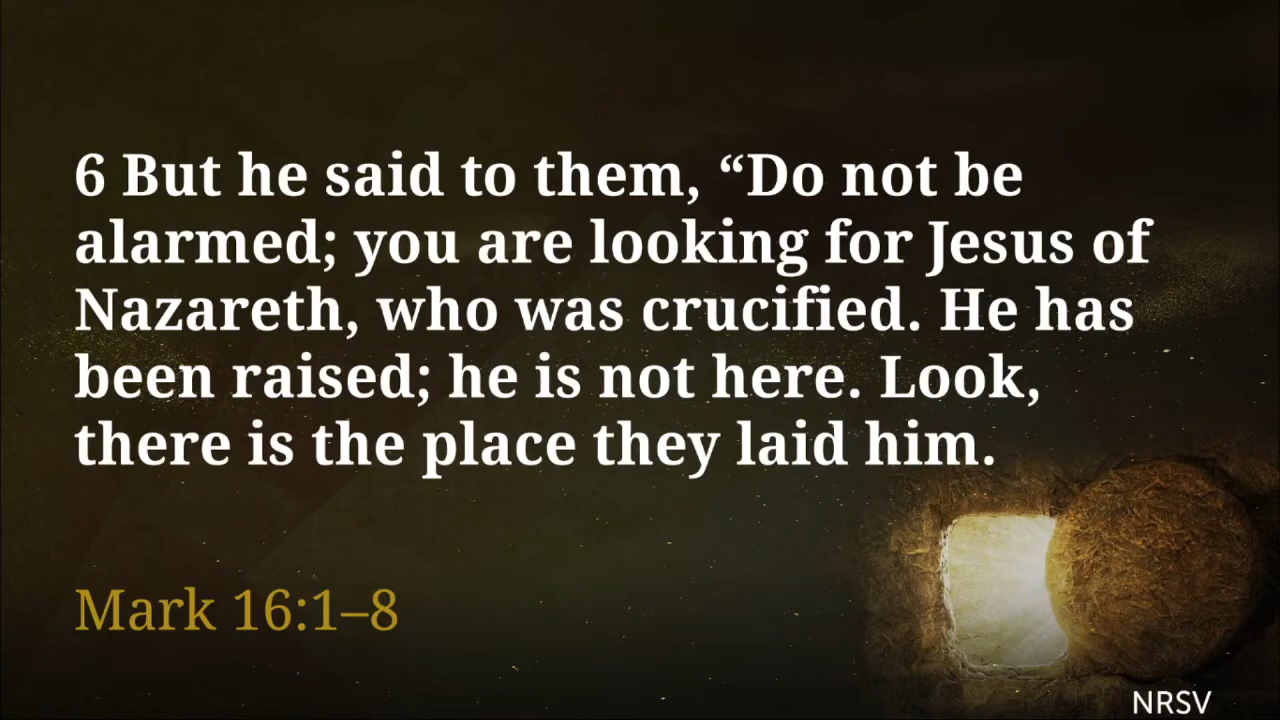 6 But he said to them, “Do not be
alarmed; you are looking for Jesus of
Nazareth, who was crucified. He has
been raised; he is not here. Look,
there is the place they laid him.
Mark 16:1–8
NRSV